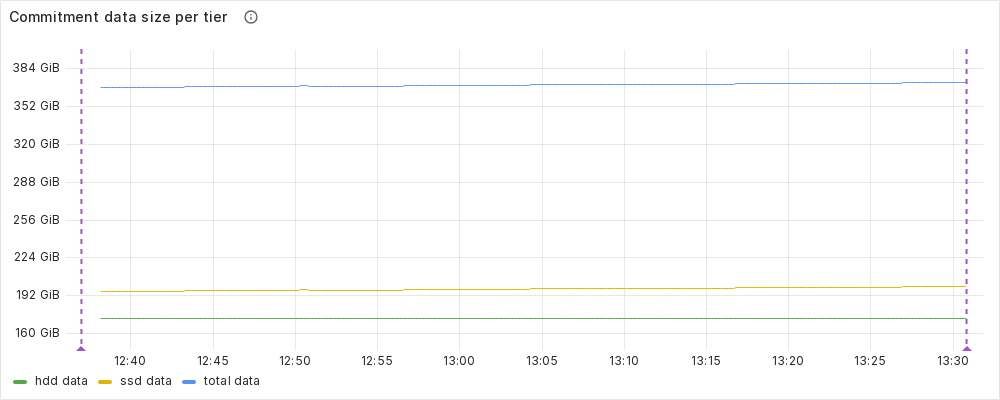 Commitment data size per tier
384 GiB
352 GiB
320 GiB
288 GiB
256 GiB
224 GiB
192 GiB
160 GiB
12:40 12:45 12:50 12:55 13:00 13:05 13:10 13:15 13:20 13:25 13:30
hdd data ssd data total data